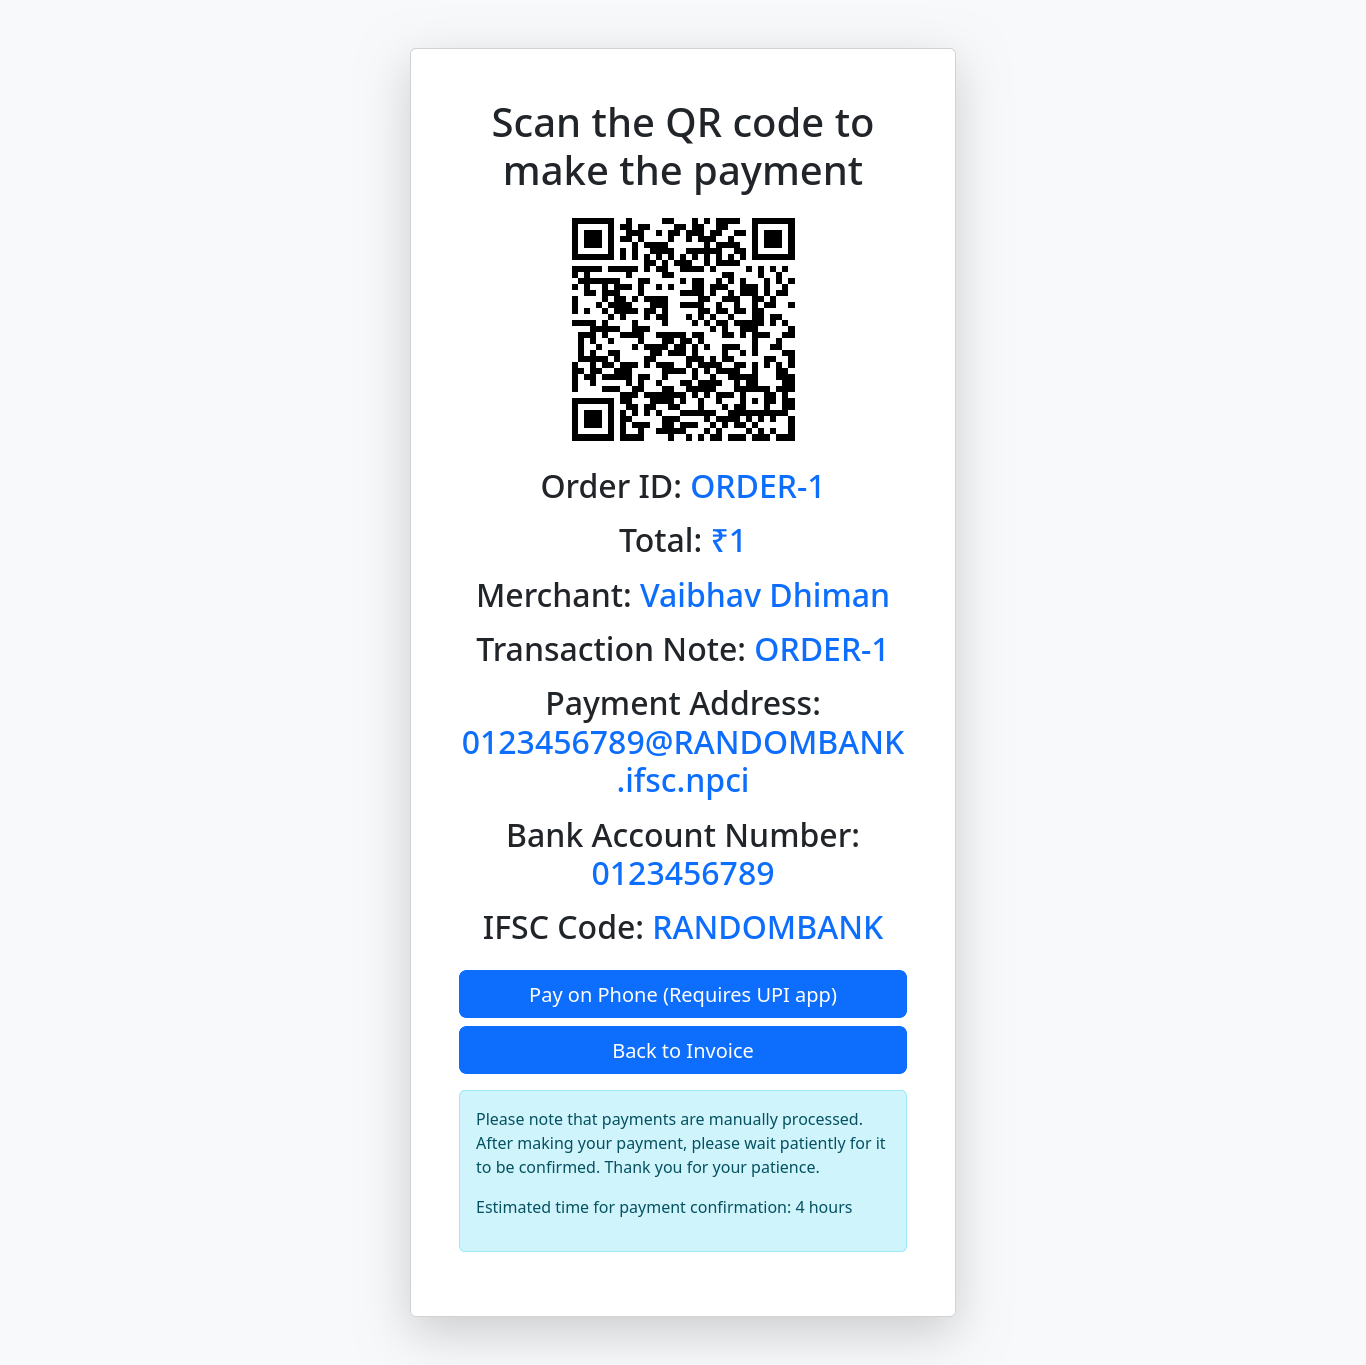 Scan the QR code to
make the payment
Order ID: ORDER-1
Total: ₹1
Merchant: Vaibhav Dhiman
Transaction Note: ORDER-1
Payment Address:
0123456789@RANDOMBANK
.ifsc.npci
Bank Account Number:
0123456789
IFSC Code: RANDOMBANK
Pay on Phone (Requires UPI app)
Back to Invoice
Please note that payments are manually processed.
After making your payment, please wait patiently for it
to be confirmed. Thank you for your patience.
Estimated time for payment confirmation: 4 hours